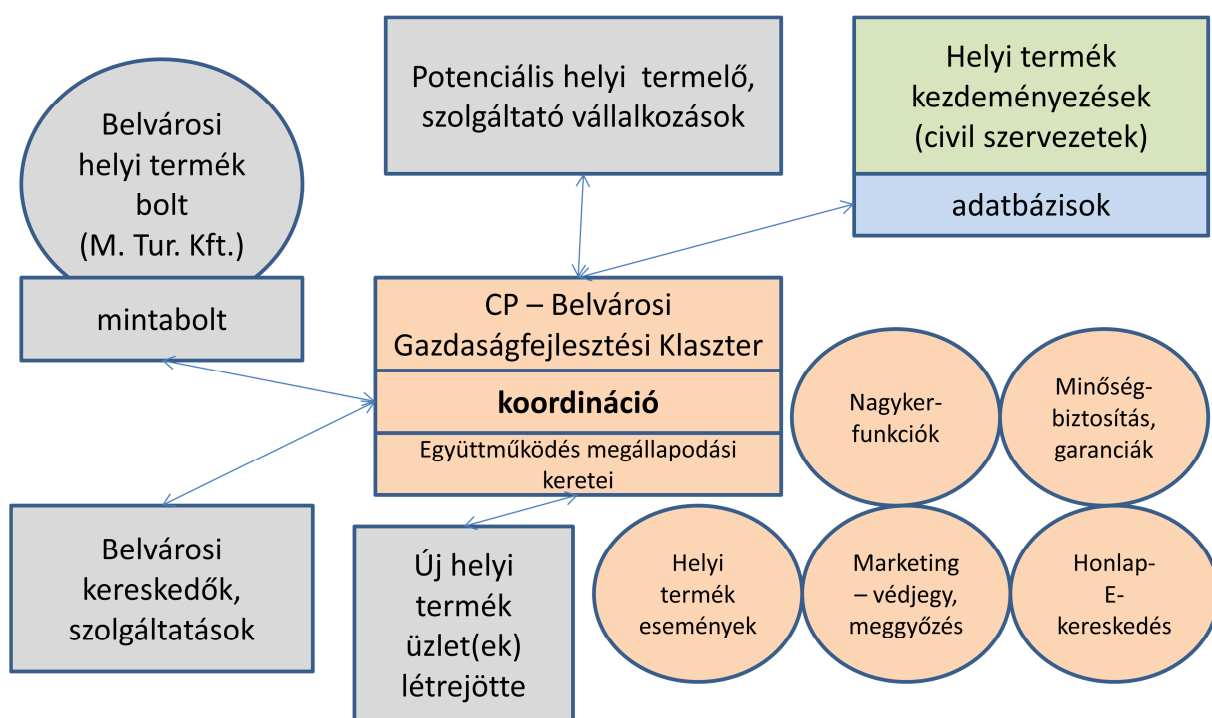 Belvárosi
helyi termék
bolt
(M. Tur. Kft.)
mintabolt
Potenciális helyi termelő,
szolgáltató vállalkozások
Helyi termék
kezdeményezések
(civil szervezetek)
adatbázisok
CP – Belvárosi
Gazdaságfejlesztési Klaszter
koordináció
Együttműködés megállapodási
keretei
Nagyker-
funkciók
Minőség-
biztosítás,
garanciák
Belvárosi
kereskedők,
szolgáltatások
Új helyi
termék
üzlet(ek)
létrejötte
Helyi
termék
események
Marketing
– védjegy,
meggyőzés
Honlap-
E-
kereskedés